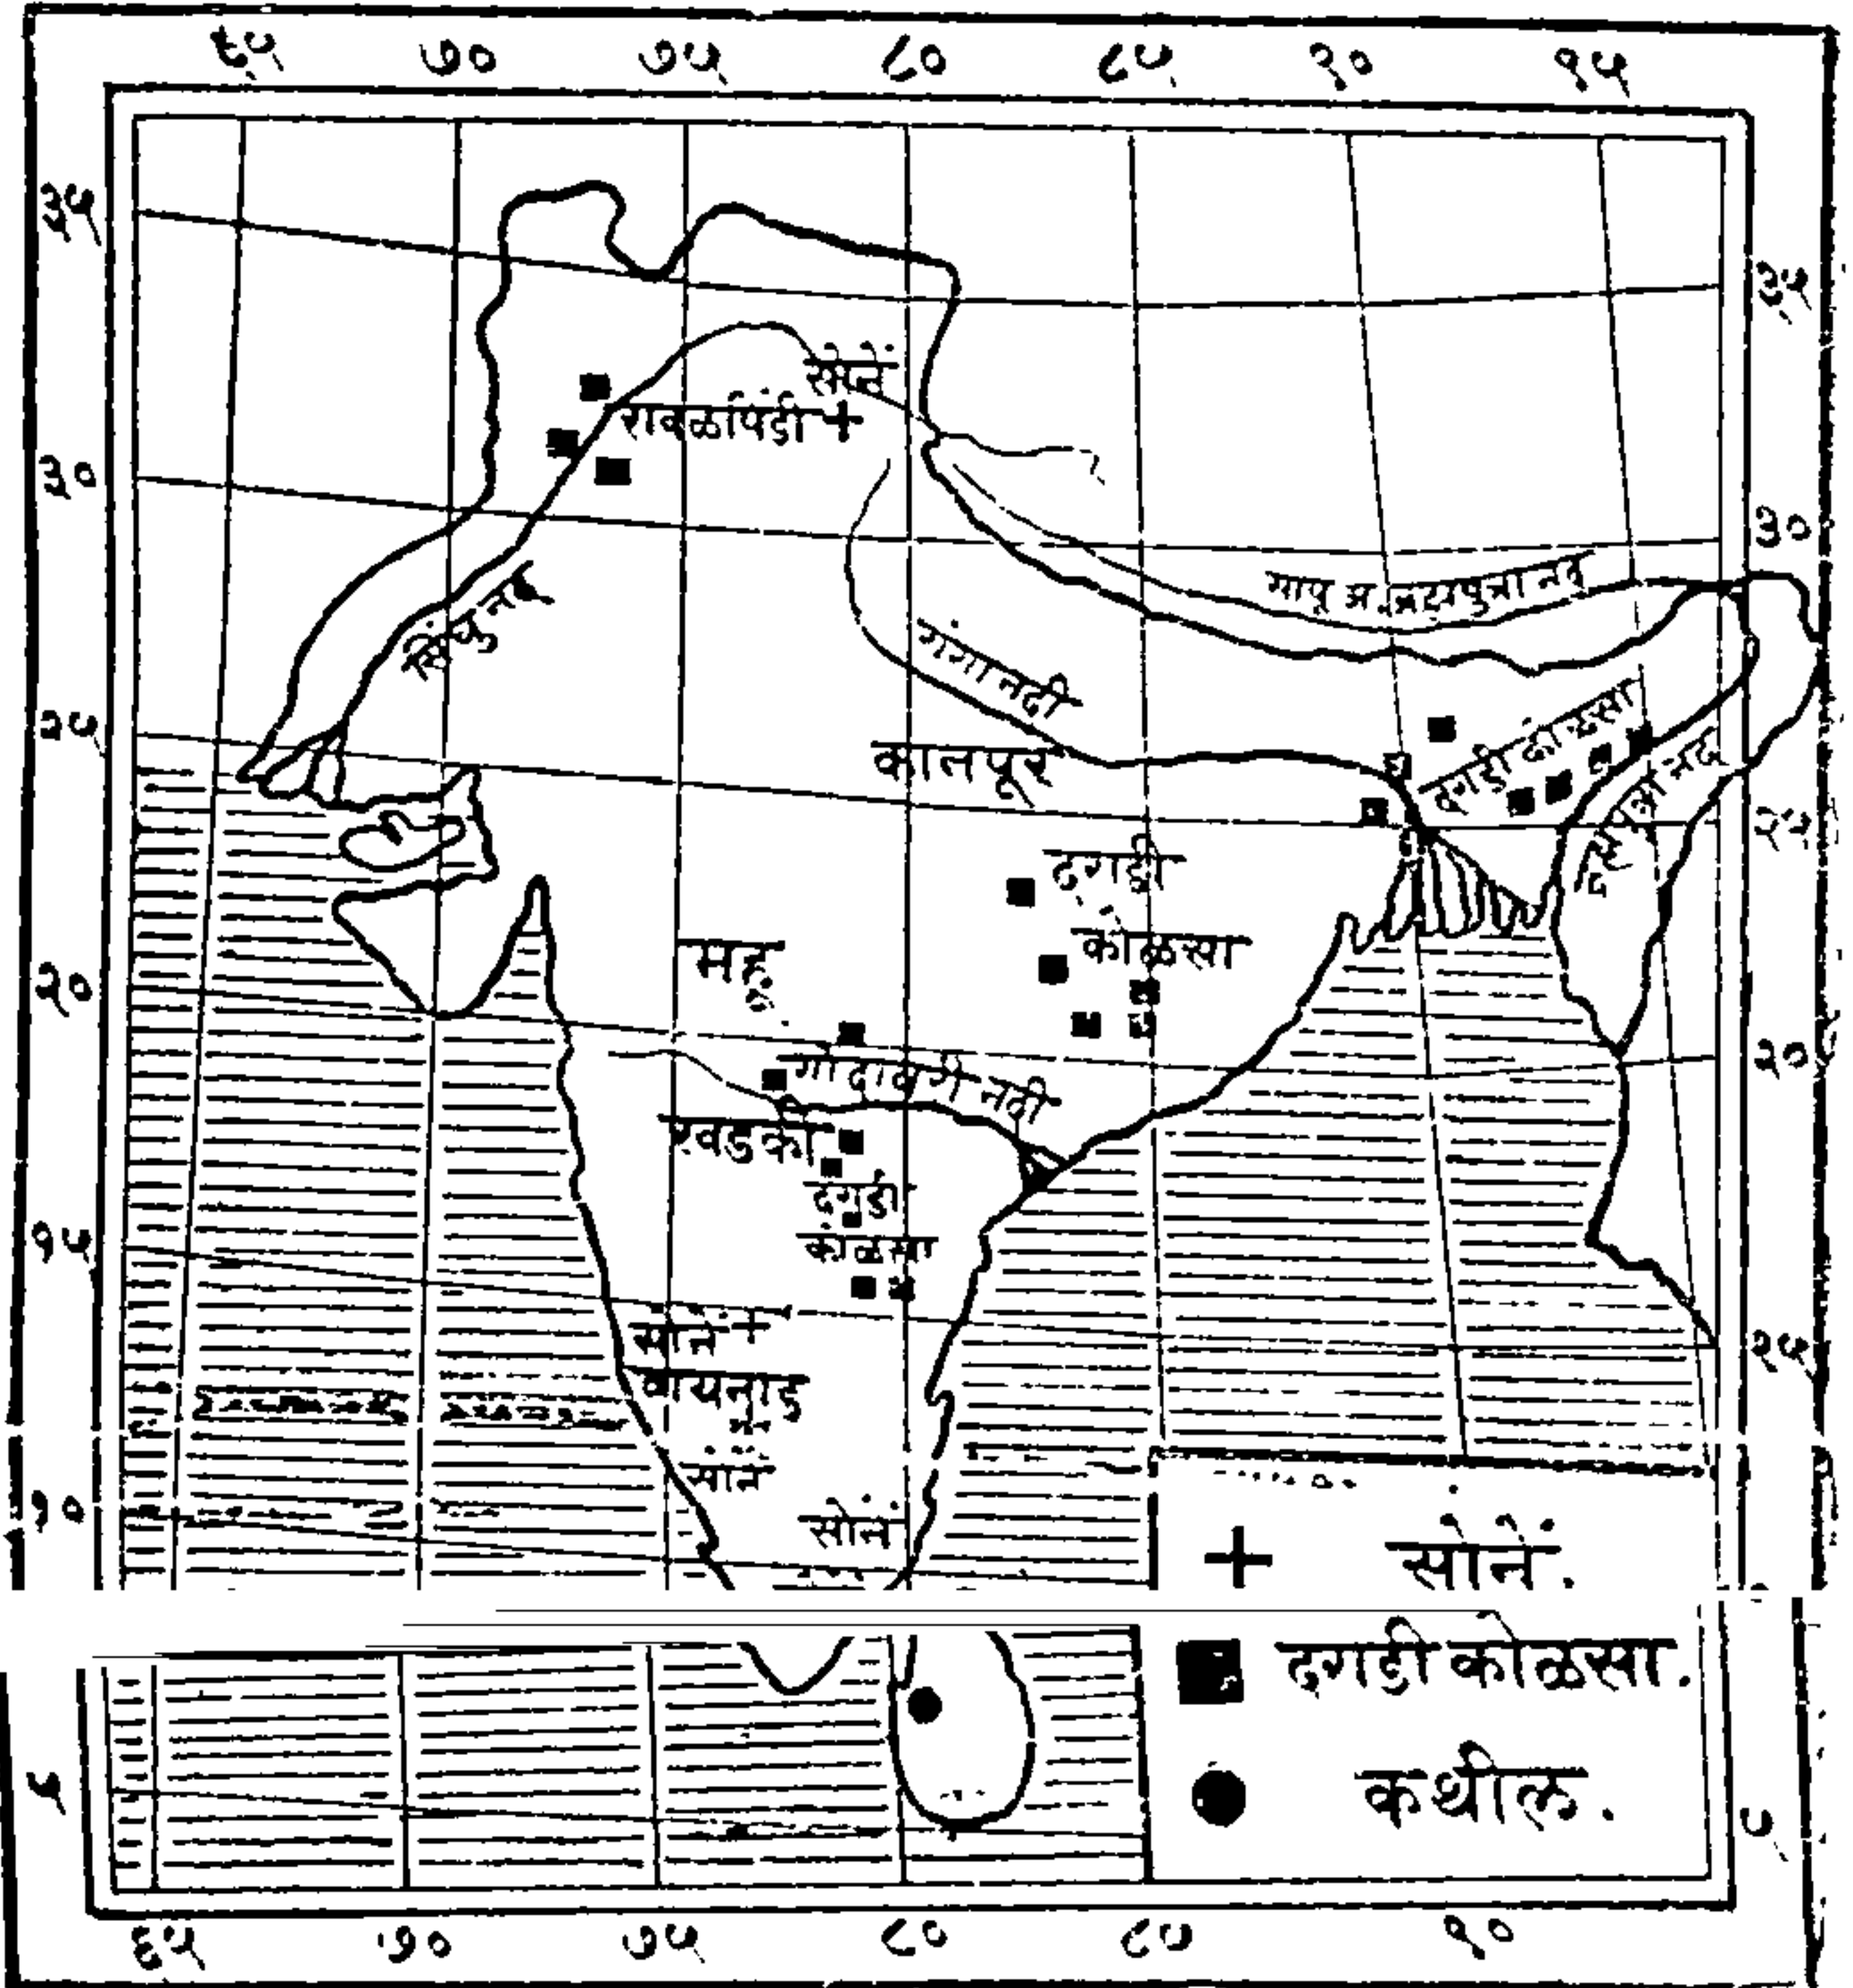 ६५ ७० ७५ ८० ८५ ९० ९५
३५ ३५
सोनें
रावळपिंडी +
३० ३०
सिंधु नद
गंगा नदी
कानपूर
दगडी कोळसा
२५ २५
दगडी
कोळसा
महू
२० २०
गोदावरी नदी
खडकी
दगडी
कोळसा
१५ १५
सोनें +
वायनाड
सोनें
सोनें
१०
+ सोनें.
दगडी कोळसा.
कथील.
५
६५ ७० ७५ ८० ८५ ९०